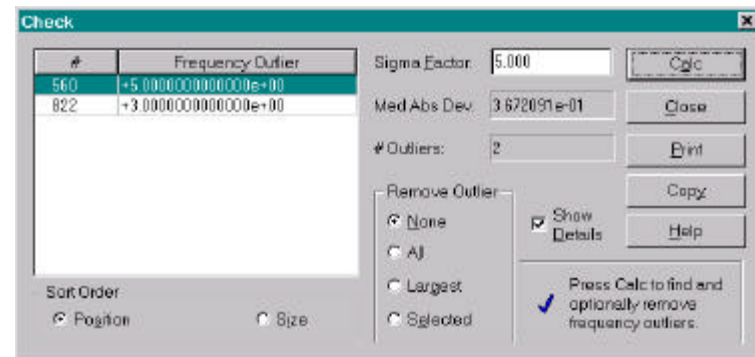 Check
# Frequency Outlier
560 +5.0000000000000e+00
822 +3.0000000000000e+00
Sort Order
Position Size
Sigma Factor: 5.000
Med Abs Dev: 3.672091e-01
# Outliers: 2
Remove Outlier
None
All
Largest
Selected
Show
Details
Calc
Close
Print
Copy
Help
Press Calc to find and
optionally remove
frequency outliers.